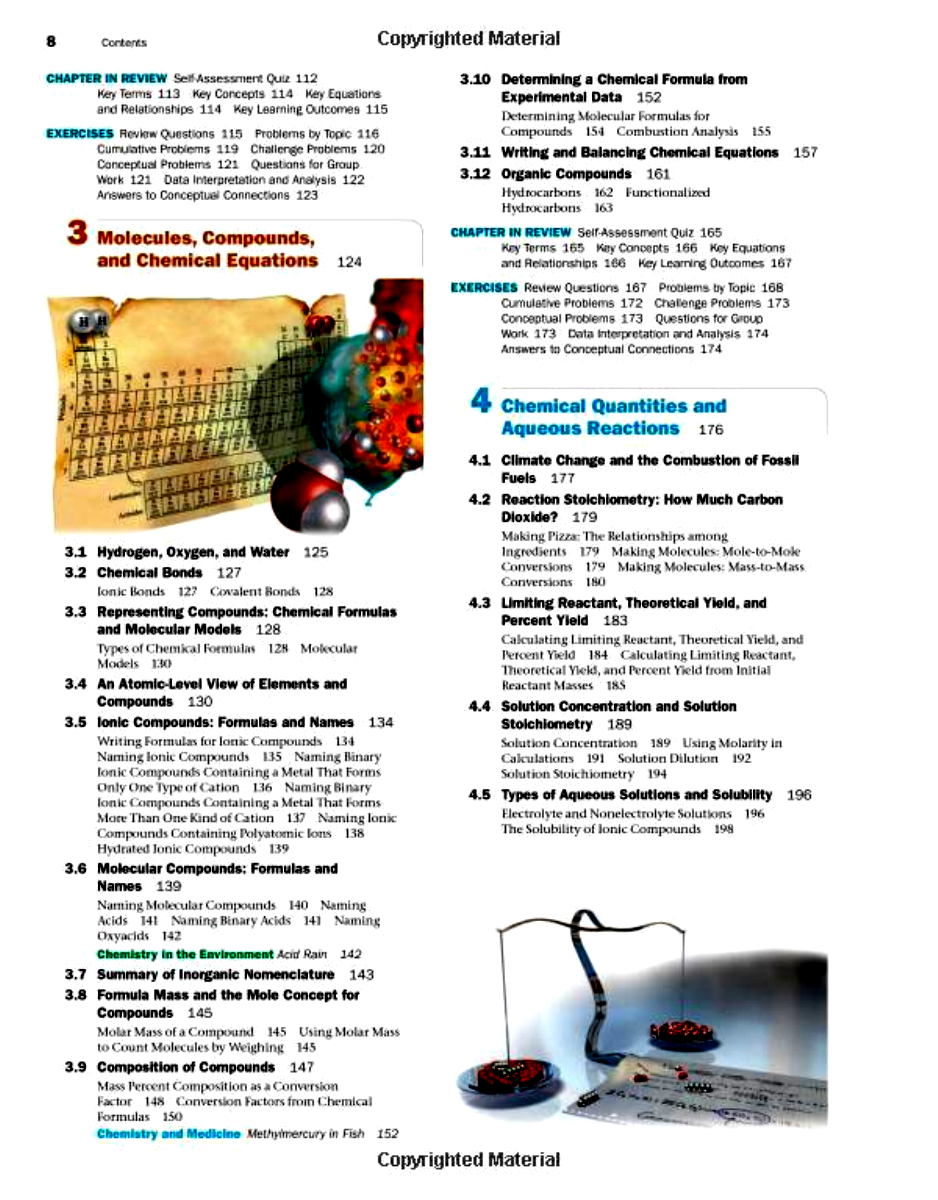 8 Contents
Copyrighted Material
CHAPTER IN REVIEW Self-Assessment Quiz 112
Key Terms 113 Key Concepts 114 Key Equations
and Relationships 114 Key Learning Outcomes 115
EXERCISES Review Questions 115 Problems by Topic 116
Cumulative Problems 119 Challenge Problems 120
Conceptual Problems 121 Questions for Group
Work 121 Data Interpretation and Analysis 122
Answers to Conceptual Connections 123
3 Molecules, Compounds,
and Chemical Equations 124
H H
3.1 Hydrogen, Oxygen, and Water 125
3.2 Chemical Bonds 127
Ionic Bonds 127 Covalent Bonds 128
3.3 Representing Compounds: Chemical Formulas
and Molecular Models 128
Types of Chemical Formulas 128 Molecular
Models 130
3.4 An Atomic-Level View of Elements and
Compounds 130
3.5 Ionic Compounds: Formulas and Names 134
Writing Formulas for Ionic Compounds 134
Naming Ionic Compounds 135 Naming Binary
Ionic Compounds Containing a Metal That Forms
Only One Type of Cation 136 Naming Binary
Ionic Compounds Containing a Metal That Forms
More Than One Kind of Cation 137 Naming Ionic
Compounds Containing Polyatomic Ions 138
Hydrated Ionic Compounds 139
3.6 Molecular Compounds: Formulas and
Names 139
Naming Molecular Compounds 140 Naming
Acids 141 Naming Binary Acids 141 Naming
Oxyacids 142
Chemistry in the Environment Acid Rain 142
3.7 Summary of Inorganic Nomenclature 143
3.8 Formula Mass and the Mole Concept for
Compounds 145
Molar Mass of a Compound 145 Using Molar Mass
to Count Molecules by Weighing 145
3.9 Composition of Compounds 147
Mass Percent Composition as a Conversion
Factor 148 Conversion Factors from Chemical
Formulas 150
Chemistry and Medicine Methylmercury in Fish 152
3.10 Determining a Chemical Formula from
Experimental Data 152
Determining Molecular Formulas for
Compounds 154 Combustion Analysis 155
3.11 Writing and Balancing Chemical Equations 157
3.12 Organic Compounds 161
Hydrocarbons 162 Functionalized
Hydrocarbons 163
CHAPTER IN REVIEW Self-Assessment Quiz 165
Key Terms 165 Key Concepts 166 Key Equations
and Relationships 166 Key Learning Outcomes 167
EXERCISES Review Questions 167 Problems by Topic 168
Cumulative Problems 172 Challenge Problems 173
Conceptual Problems 173 Questions for Group
Work 173 Data Interpretation and Analysis 174
Answers to Conceptual Connections 174
4 Chemical Quantities and
Aqueous Reactions 176
4.1 Climate Change and the Combustion of Fossil
Fuels 177
4.2 Reaction Stoichiometry: How Much Carbon
Dioxide? 179
Making Pizza: The Relationships among
Ingredients 179 Making Molecules: Mole-to-Mole
Conversions 179 Making Molecules: Mass-to-Mass
Conversions 180
4.3 Limiting Reactant, Theoretical Yield, and
Percent Yield 183
Calculating Limiting Reactant, Theoretical Yield, and
Percent Yield 184 Calculating Limiting Reactant,
Theoretical Yield, and Percent Yield from Initial
Reactant Masses 185
4.4 Solution Concentration and Solution
Stoichiometry 189
Solution Concentration 189 Using Molarity in
Calculations 191 Solution Dilution 192
Solution Stoichiometry 194
4.5 Types of Aqueous Solutions and Solubility 196
Electrolyte and Nonelectrolyte Solutions 196
The Solubility of Ionic Compounds 198
Copyrighted Material